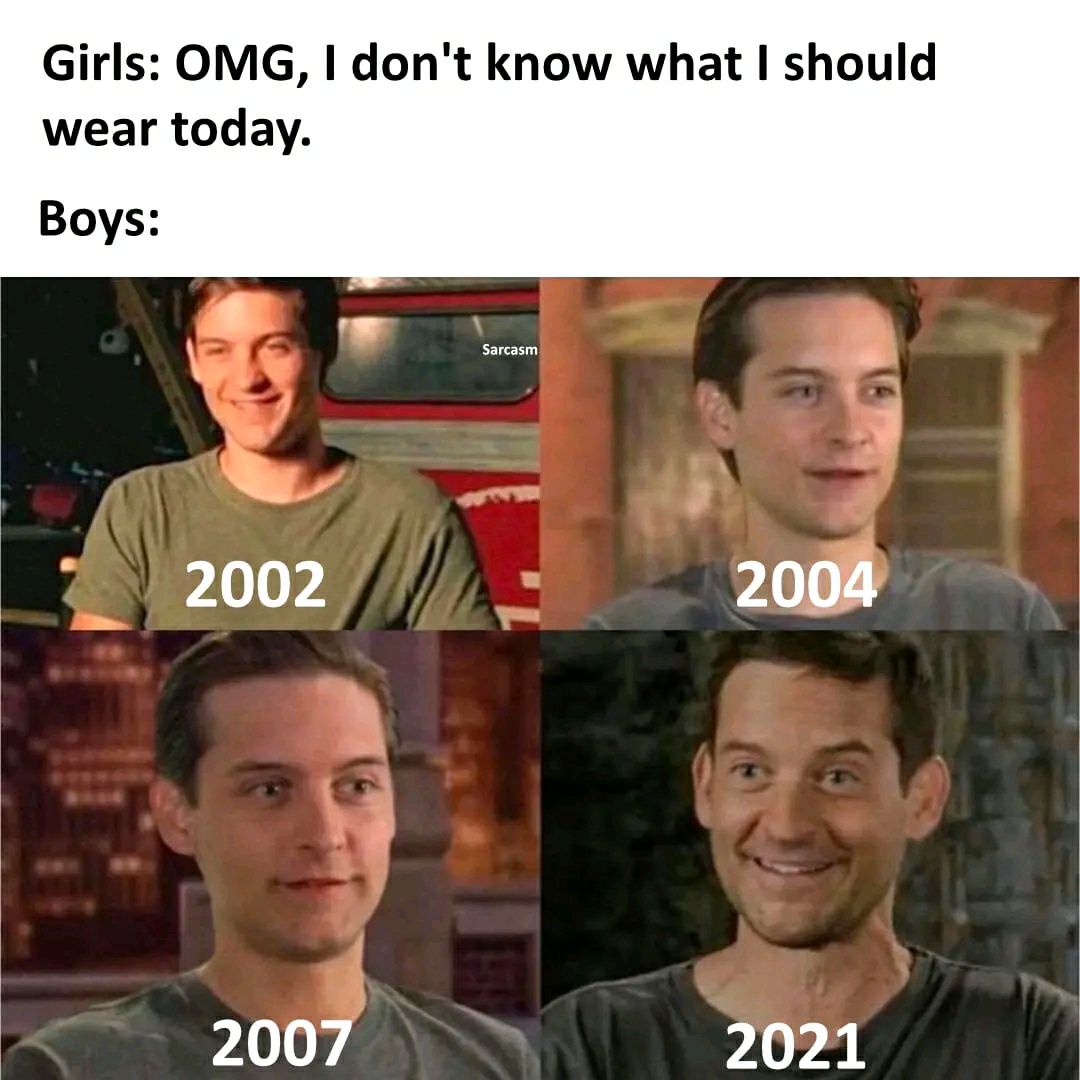 Girls: OMG, I don't know what I should
wear today.
Boys:
Sarcasm
2002
2004
2007
2021